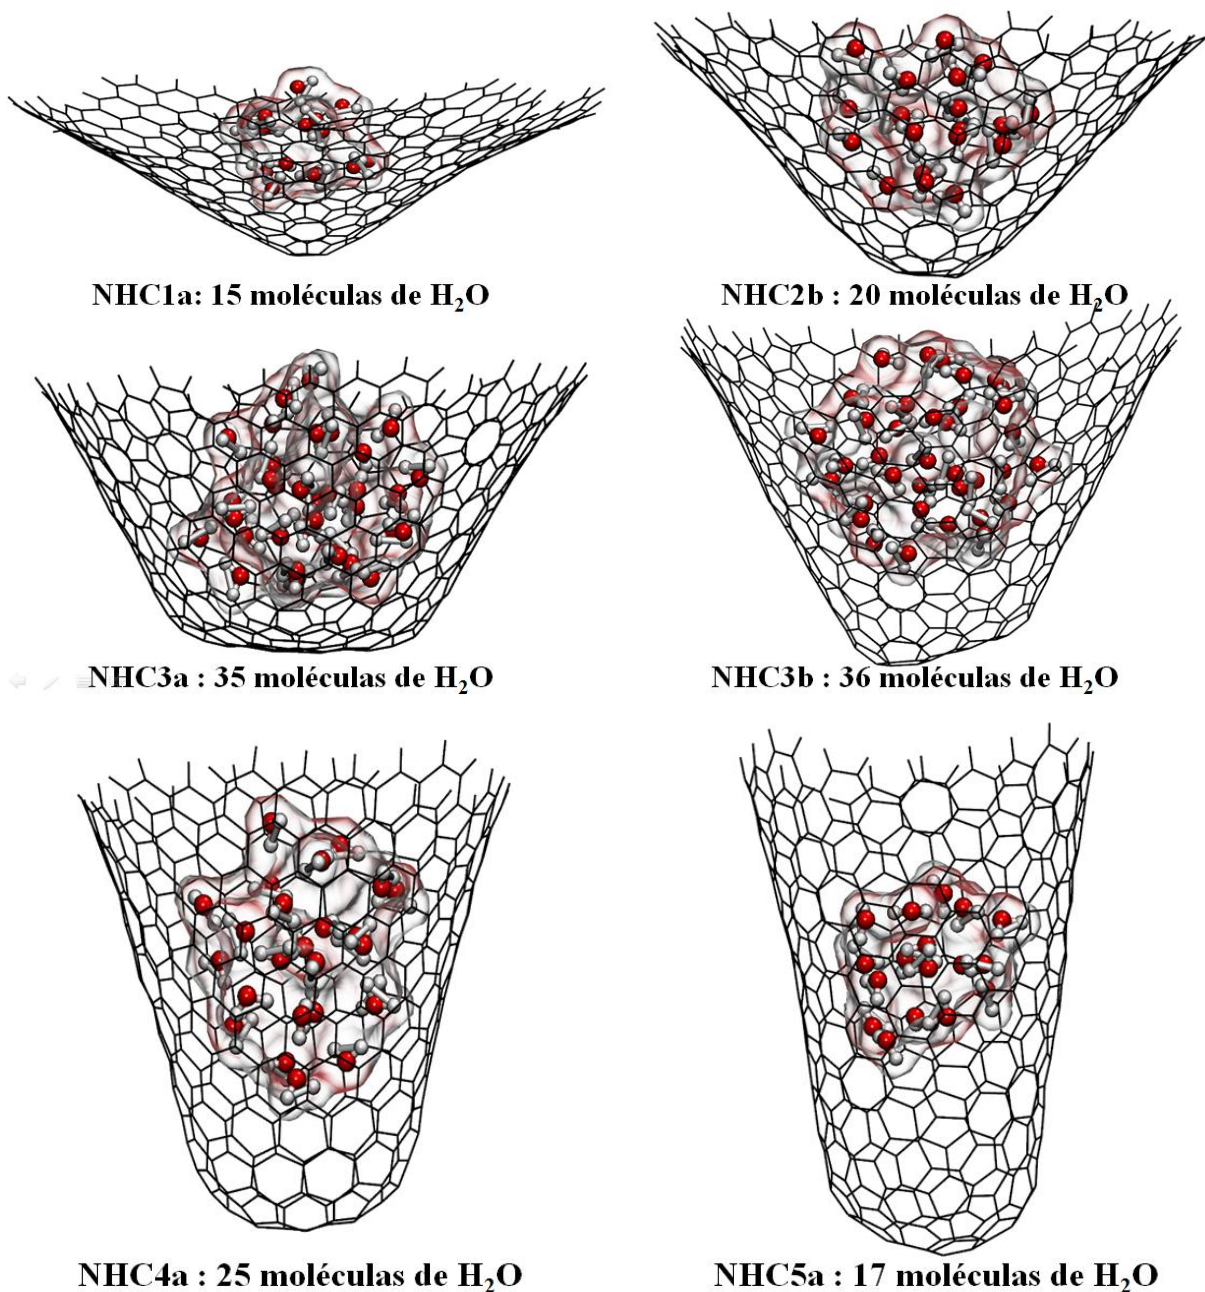 NHC1a: 15 moléculas de H₂O
NHC2b : 20 moléculas de H₂O
NHC3a : 35 moléculas de H₂O
NHC3b : 36 moléculas de H₂O
NHC4a : 25 moléculas de H₂O
NHC5a : 17 moléculas de H₂O